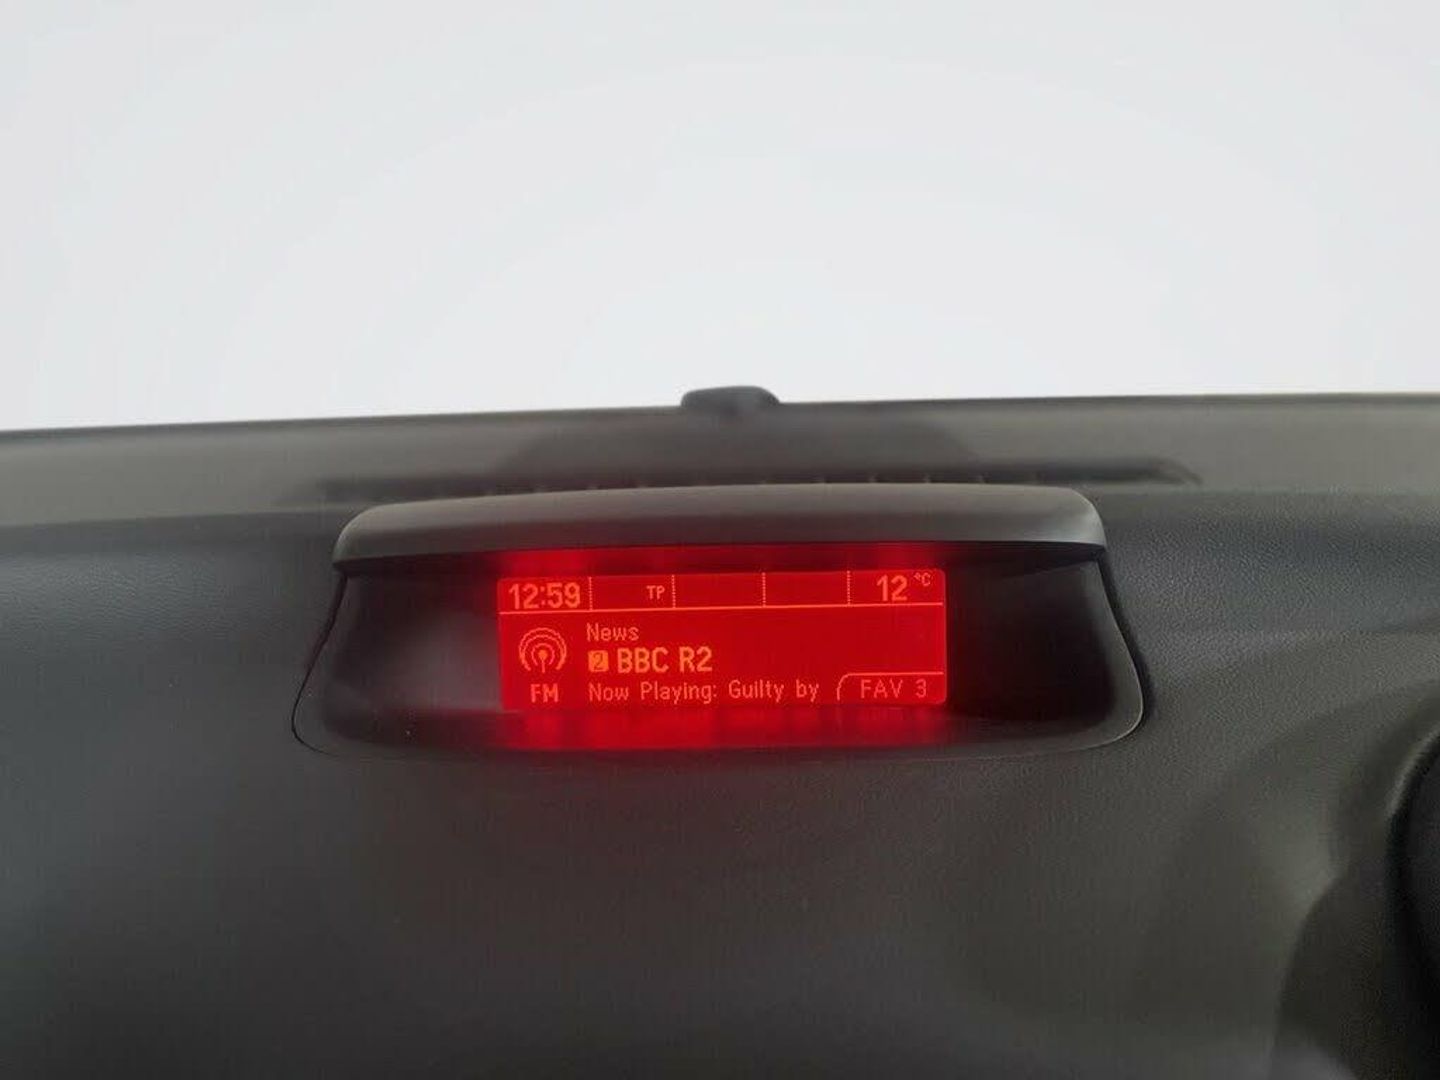 12:59 TP 12 °C
News
2 BBC R2
FM Now Playing: Guilty by FAV 3